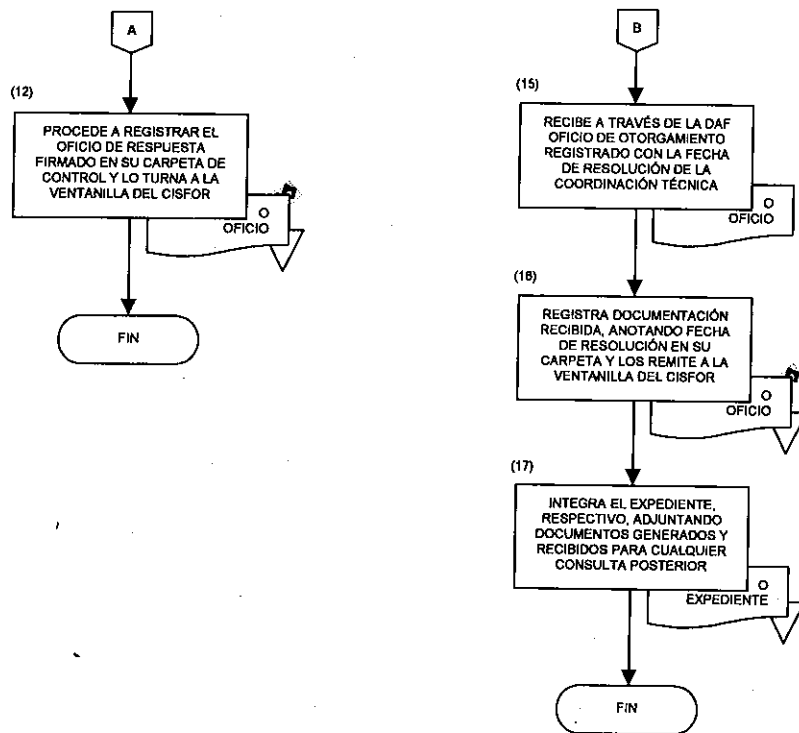 A
(12)
PROCEDE A REGISTRAR EL
OFICIO DE RESPUESTA
FIRMADO EN SU CARPETA DE
CONTROL Y LO TURNA A LA
VENTANILLA DEL CISFOR
O
OFICIO
FIN
B
(15)
RECIBE A TRAVÉS DE LA DAF
OFICIO DE OTORGAMIENTO
REGISTRADO CON LA FECHA
DE RESOLUCIÓN DE LA
COORDINACIÓN TÉCNICA
O
OFICIO
(16)
REGISTRA DOCUMENTACIÓN
RECIBIDA, ANOTANDO FECHA
DE RESOLUCIÓN EN SU
CARPETA Y LOS REMITE A LA
VENTANILLA DEL CISFOR
O
OFICIO
(17)
INTEGRA EL EXPEDIENTE,
RESPECTIVO, ADJUNTANDO
DOCUMENTOS GENERADOS Y
RECIBIDOS PARA CUALQUIER
CONSULTA POSTERIOR
O
EXPEDIENTE
FIN